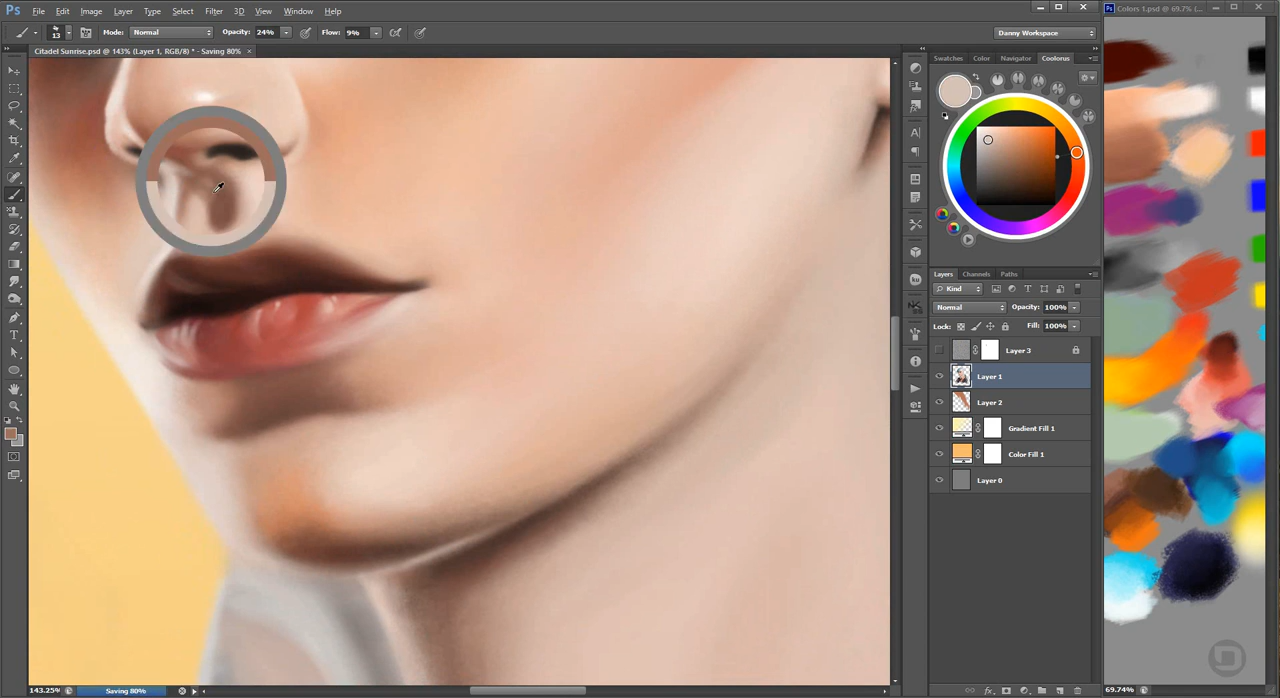 Ps File Edit Image Layer Type Select Filter 3D View Window Help
Ps Colors 1.psd @ 69.7% (...
13 Mode: Normal Opacity: 24% Flow: 9% Danny Workspace
Citadel Sunrise.psd @ 143% (Layer 1, RGB/8) * - Saving 80% ×
Swatches Color Navigator Coolorus
Layers Channels Paths
Kind
Normal Opacity: 100%
Lock: Fill: 100%
Layer 3
Layer 1
Layer 2
Gradient Fill 1
Color Fill 1
Layer 0
143.25% Saving 80%
fx
69.74%